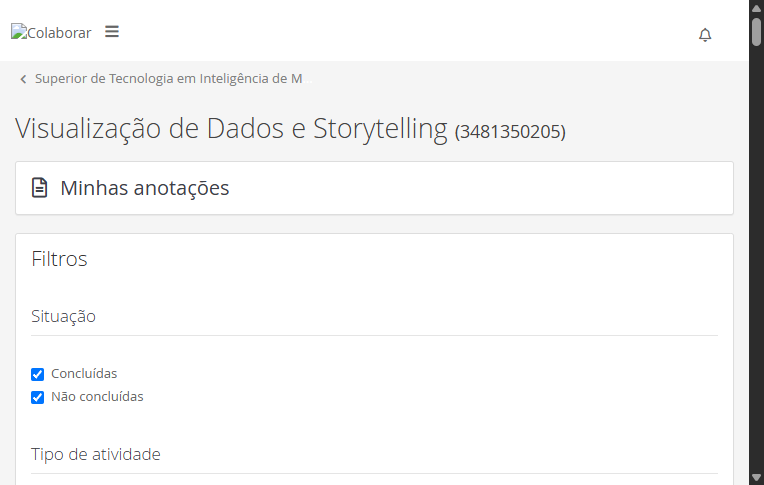 Colaborar
Superior de Tecnologia em Inteligência de M
Visualização de Dados e Storytelling (3481350205)
Minhas anotações
Filtros
Situação
Concluídas
Não concluídas
Tipo de atividade